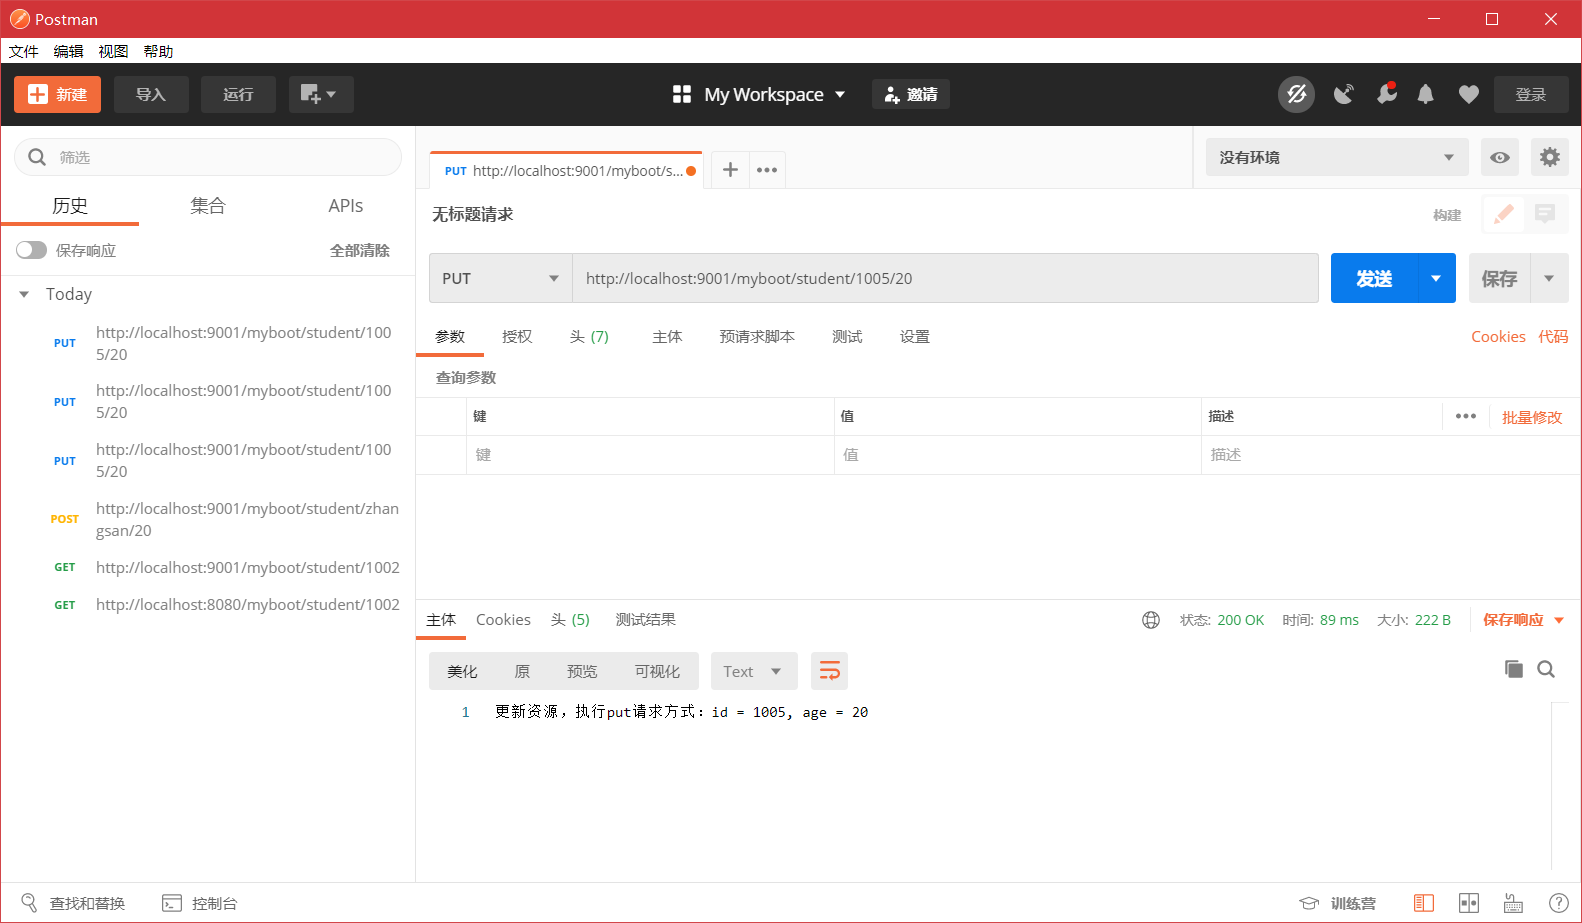 Postman
文件 编辑 视图 帮助
新建 导入 运行 My Workspace 邀请 登录
筛选
历史 集合 APIs
保存响应 全部清除
Today
PUT http://localhost:9001/myboot/student/100
5/20
PUT http://localhost:9001/myboot/student/100
5/20
PUT http://localhost:9001/myboot/student/100
5/20
POST http://localhost:9001/myboot/student/zhan
gsan/20
GET http://localhost:9001/myboot/student/1002
GET http://localhost:8080/myboot/student/1002
PUT http://localhost:9001/myboot/s... 没有环境
无标题请求 构建
PUT http://localhost:9001/myboot/student/1005/20 发送 保存
参数 授权 头 (7) 主体 预请求脚本 测试 设置 Cookies 代码
查询参数
键 值 描述 批量修改
键 值 描述
主体 Cookies 头 (5) 测试结果 状态: 200 OK 时间: 89 ms 大小: 222 B 保存响应
美化 原 预览 可视化 Text
1 更新资源，执行put请求方式：id = 1005, age = 20
查找和替换 控制台 训练营